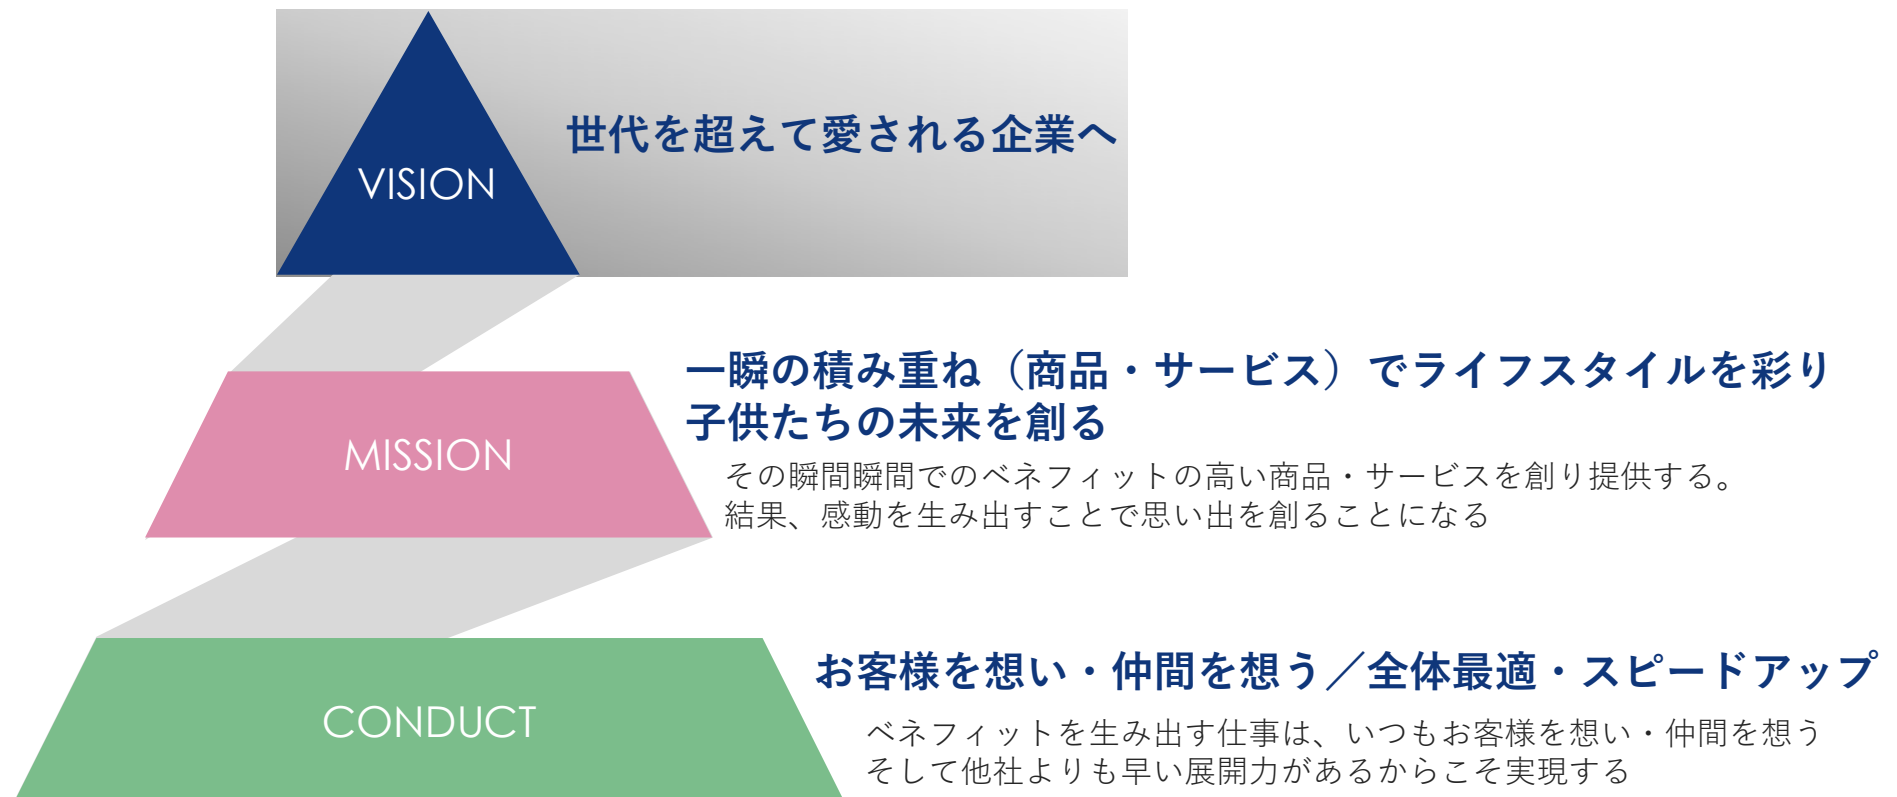 世代を超えて愛される企業へ
VISION
一瞬の積み重ね（商品・サービス）でライフスタイルを彩り
子供たちの未来を創る
MISSION
その瞬間瞬間でのベネフィットの高い商品・サービスを創り提供する。
結果、感動を生み出すことで思い出を創ることになる
お客様を想い・仲間を想う／全体最適・スピードアップ
CONDUCT
ベネフィットを生み出す仕事は、いつもお客様を想い・仲間を想う
そして他社よりも早い展開力があるからこそ実現する